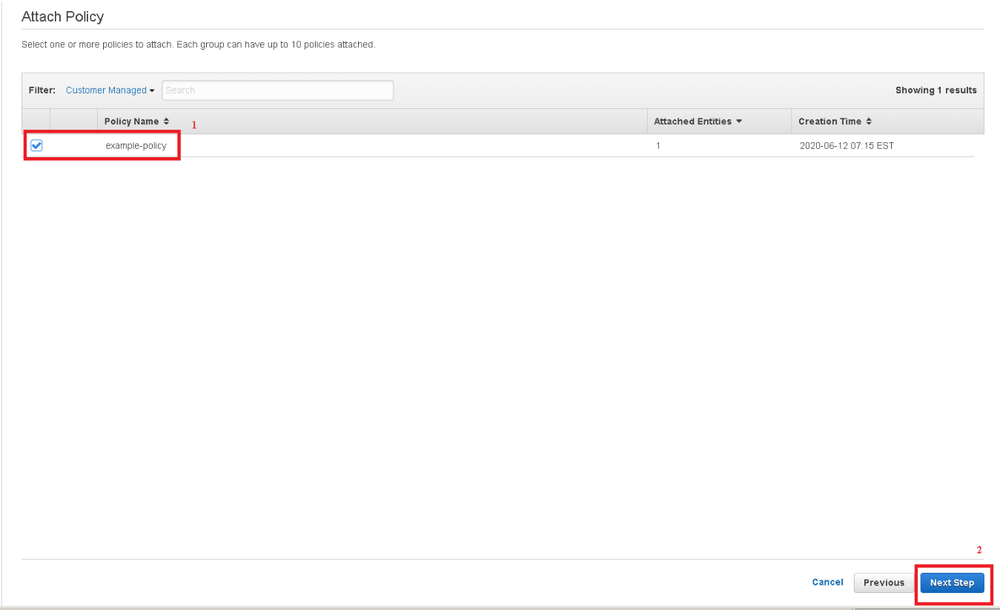 Attach Policy
Select one or more policies to attach. Each group can have up to 10 policies attached.
Filter: Customer Managed Search Showing 1 results
Policy Name 1 Attached Entities Creation Time
example-policy 1 2020-06-12 07:15 EST
2
Cancel Previous Next Step